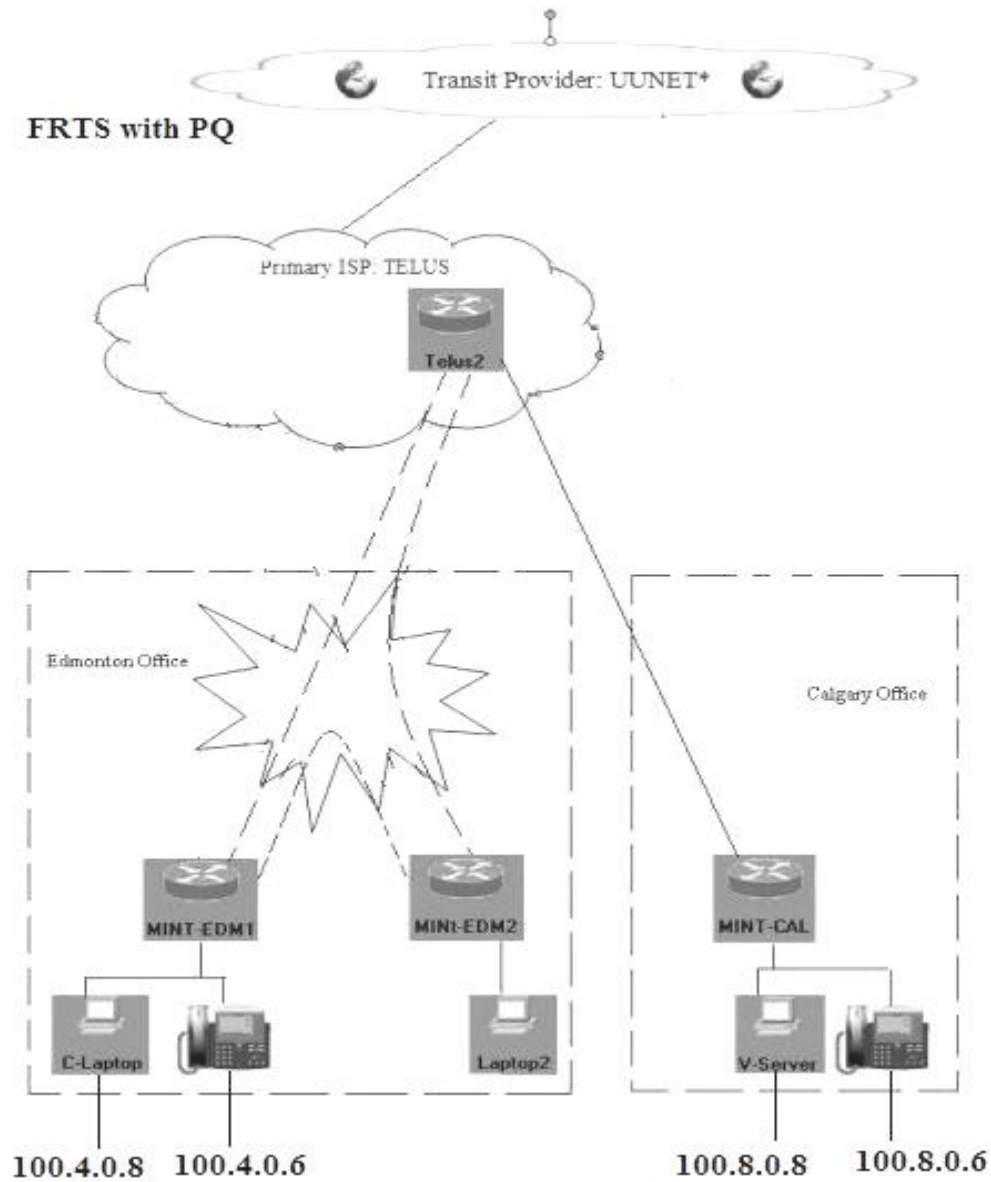 Transit Provider: UUNET*
FRTS with PQ
Primary ISP: TELUS
Telus2
Edmonton Office
Calgary Office
MINT-EDM1
MINt-EDM2
MINT-CAL
C-Laptop
Laptop2
V-Server
100.4.0.8
100.4.0.6
100.8.0.8
100.8.0.6